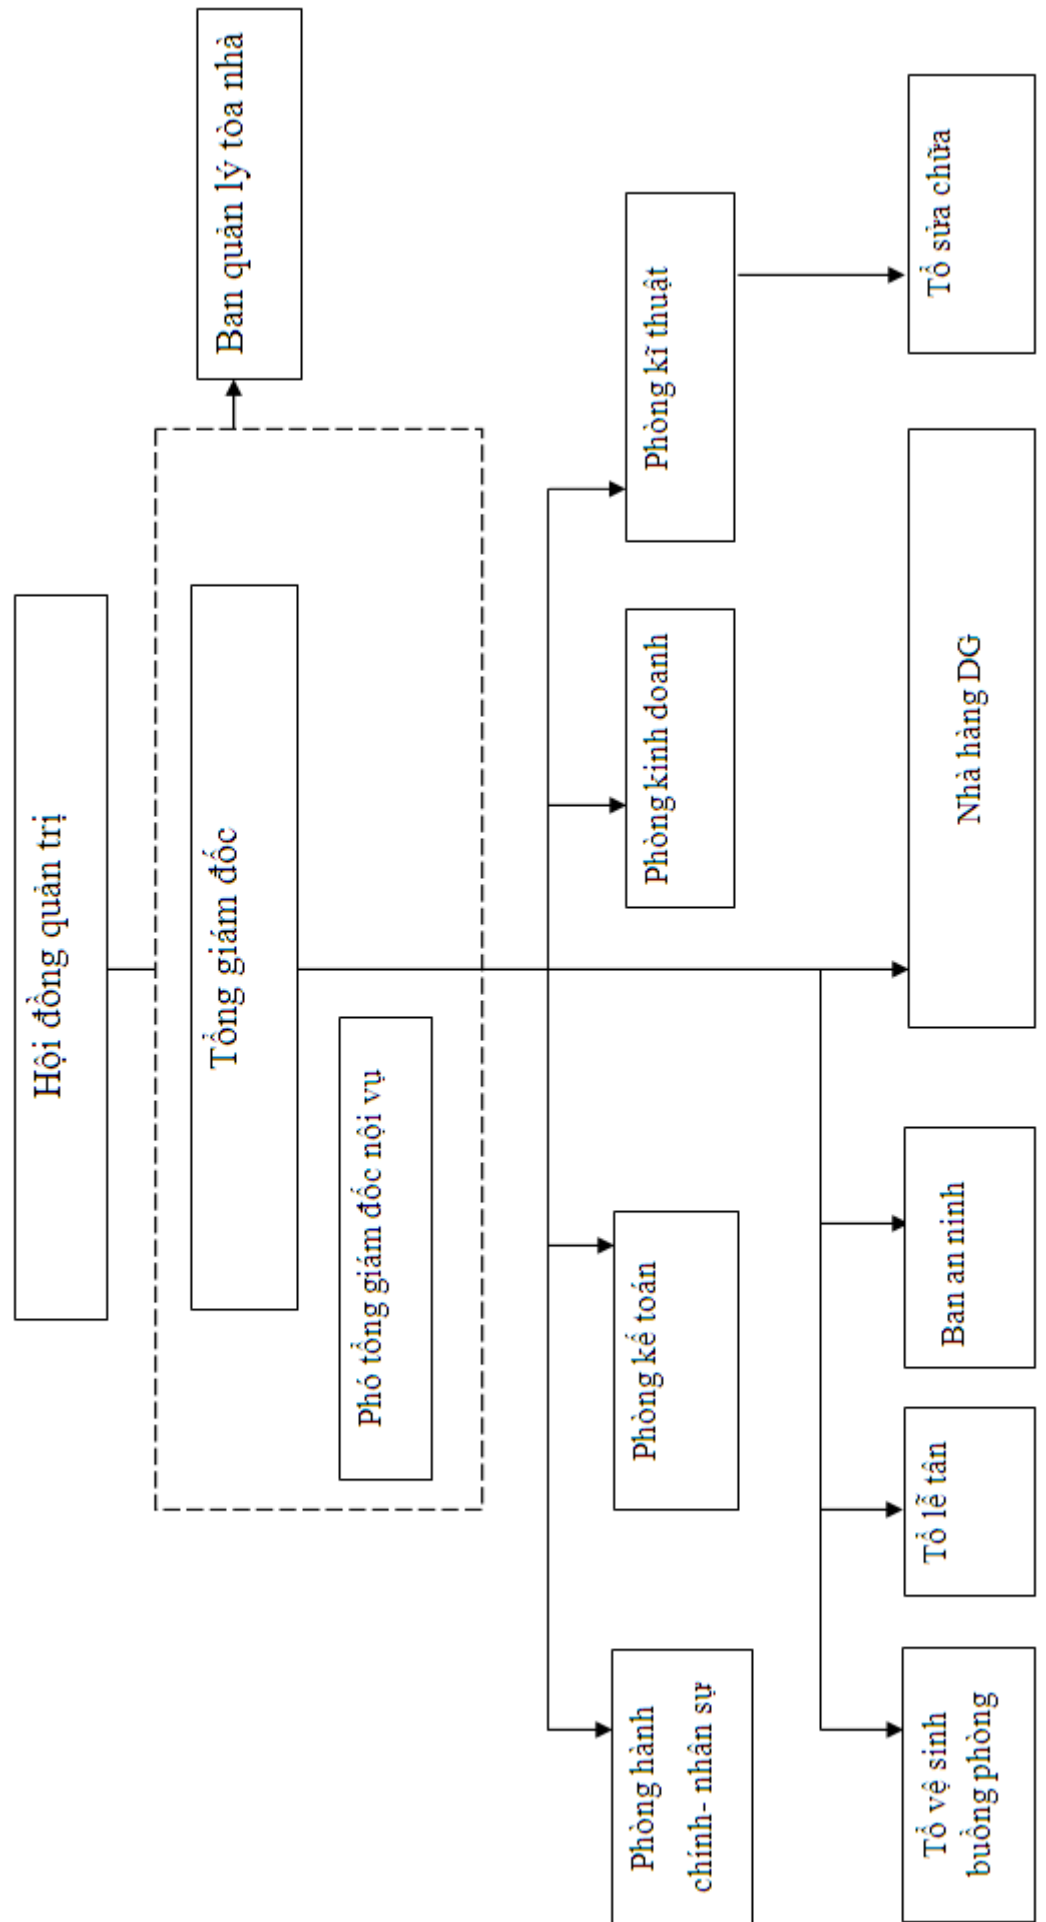 Hội đồng quản trị
Tổng giám đốc
Ban quản lý tòa nhà
Phó tổng giám đốc nội vụ
Phòng hành
chính- nhân sự
Phòng kế toán
Phòng kinh doanh
Phòng kĩ thuật
Tổ vệ sinh
buồng phòng
Tổ lễ tân
Ban an ninh
Nhà hàng DG
Tổ sửa chữa